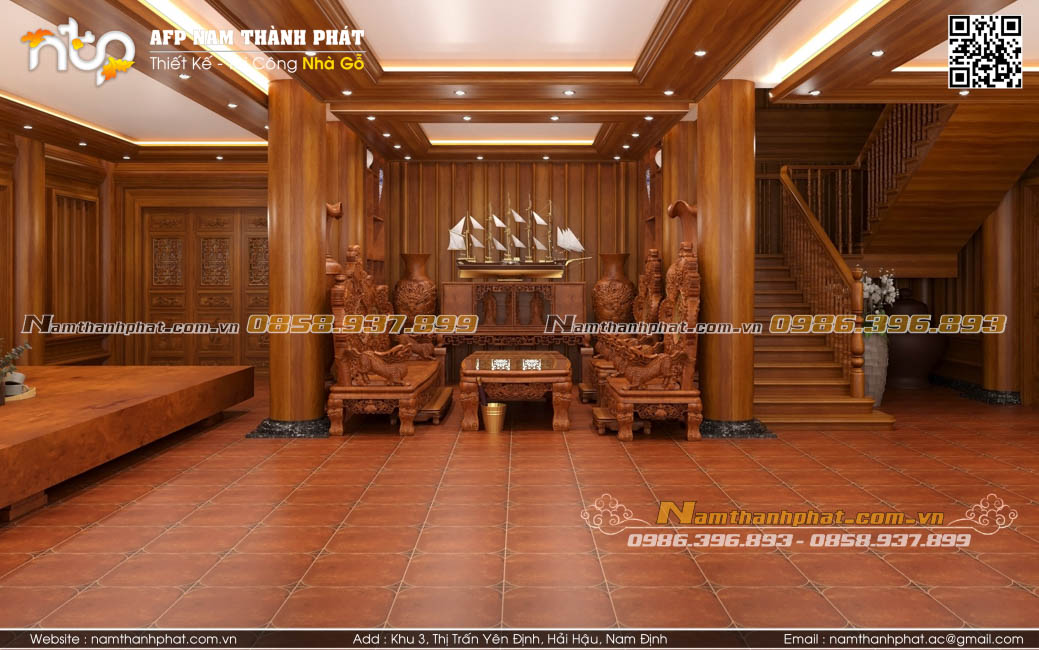 ntp
AFP NAM THÀNH PHÁT
Thiết Kế - Thi Công Nhà Gỗ
Namthanhphat.com.vn 0858.937.899
Namthanhphat.com.vn 0986.396.893
Namthanhphat.com.vn
0986.396.893 - 0858.937.899
Website : namthanhphat.com.vn
Add : Khu 3, Thị Trấn Yên Định, Hải Hậu, Nam Định
Email : namthanhphat.ac@gmail.com